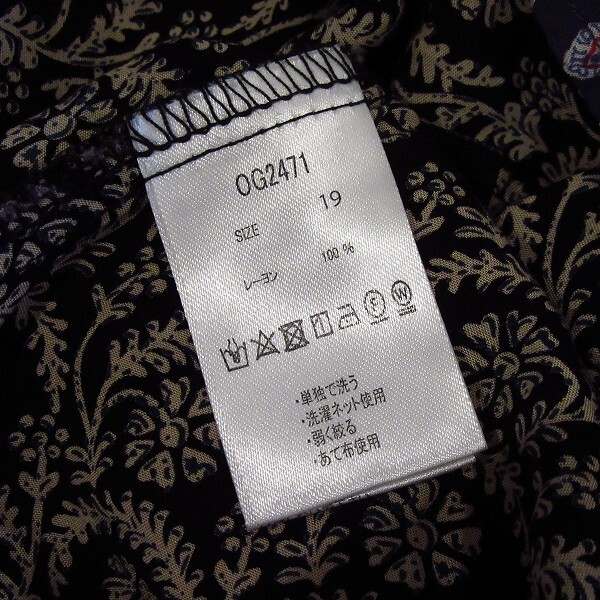 OG2471
SIZE 19
レーヨン 100 %
・単独で洗う
・洗濯ネット使用
・弱く絞る
・あて布使用